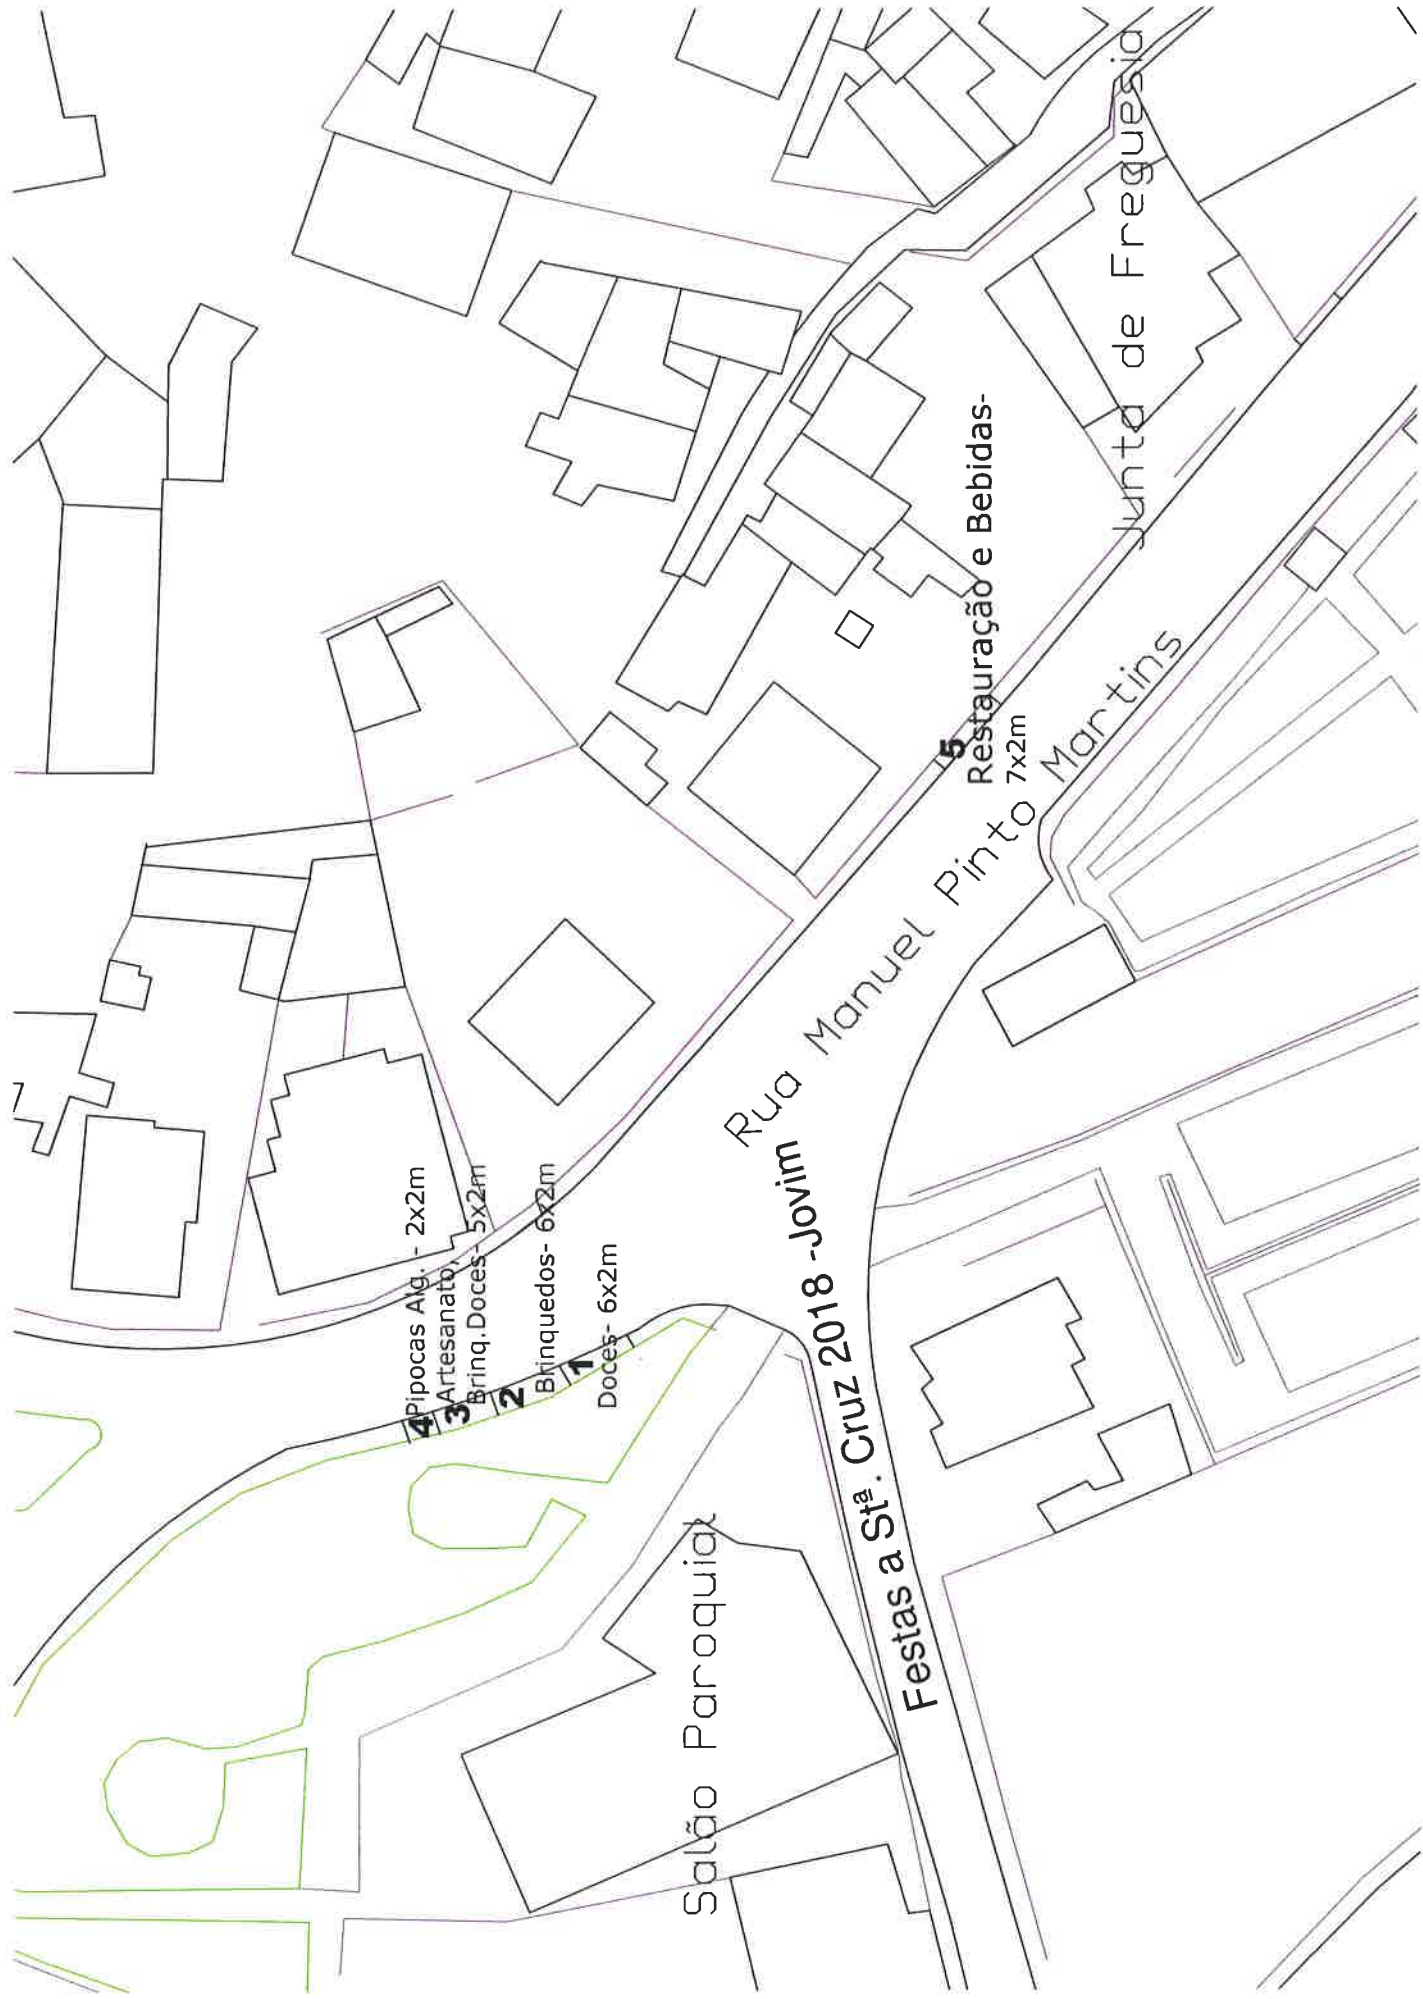 4
Pipocas Alg. - 2x2m
3
Artesanato,
Brinq.Doces- 5x2m
2
Brinquedos- 6x2m
1
Doces- 6x2m
Salão Paroquial
Festas a Stª. Cruz 2018 -Jovim
Rua Manuel Pinto Martins
5
Restauração e Bebidas-
7x2m
Junta de Freguesia